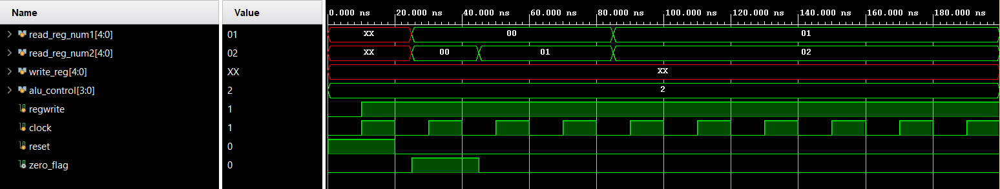 Name Value 0.000 ns 20.000 ns 40.000 ns 60.000 ns 80.000 ns 100.000 ns 120.000 ns 140.000 ns 160.000 ns 180.000 ns
read_reg_num1[4:0] 01 XX 00 01
read_reg_num2[4:0] 02 XX 00 01 02
write_reg[4:0] XX XX
alu_control[3:0] 2 2
regwrite 1
clock 1
reset 0
zero_flag 0